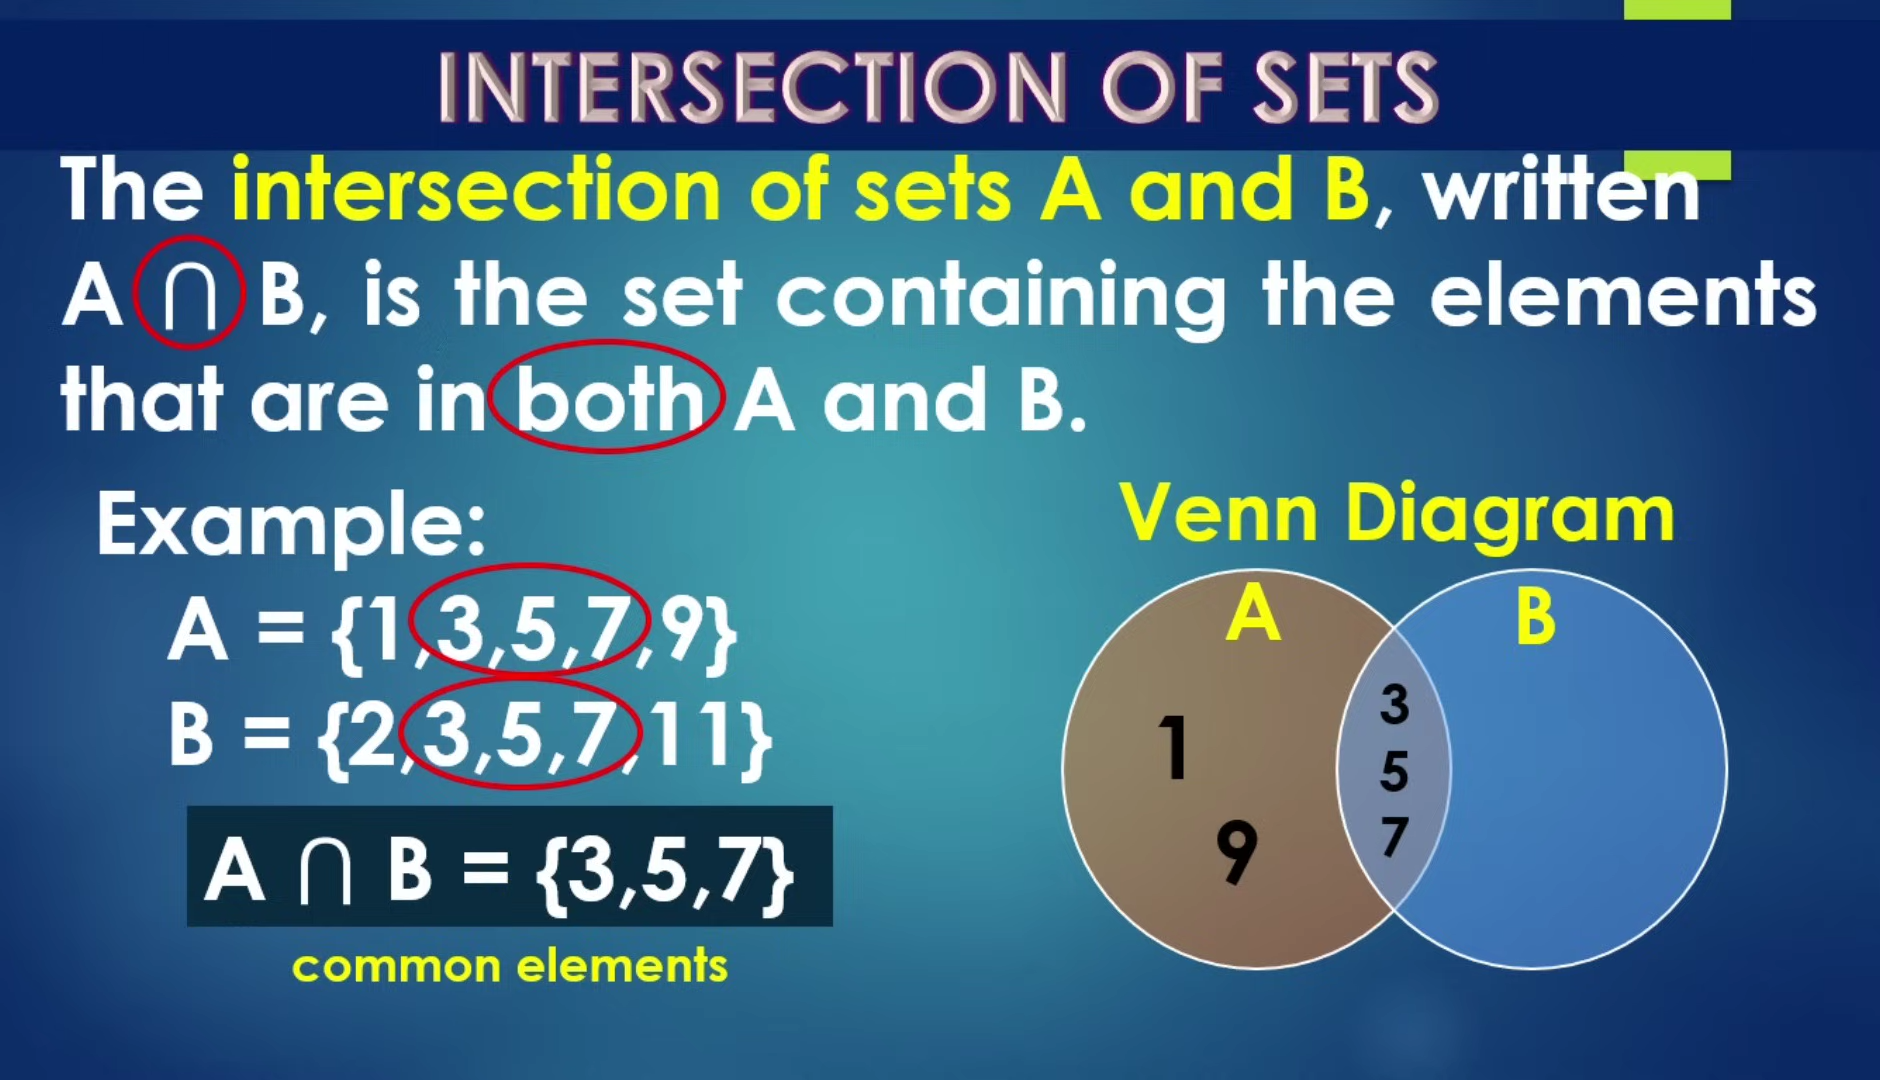 INTERSECTION OF SETS
The intersection of sets A and B, written
A ∩ B, is the set containing the elements
that are in both A and B.
Example:
A = {1,3,5,7,9}
B = {2,3,5,7,11}
A ∩ B = {3,5,7}
common elements
Venn Diagram
A
B
1
9
3
5
7